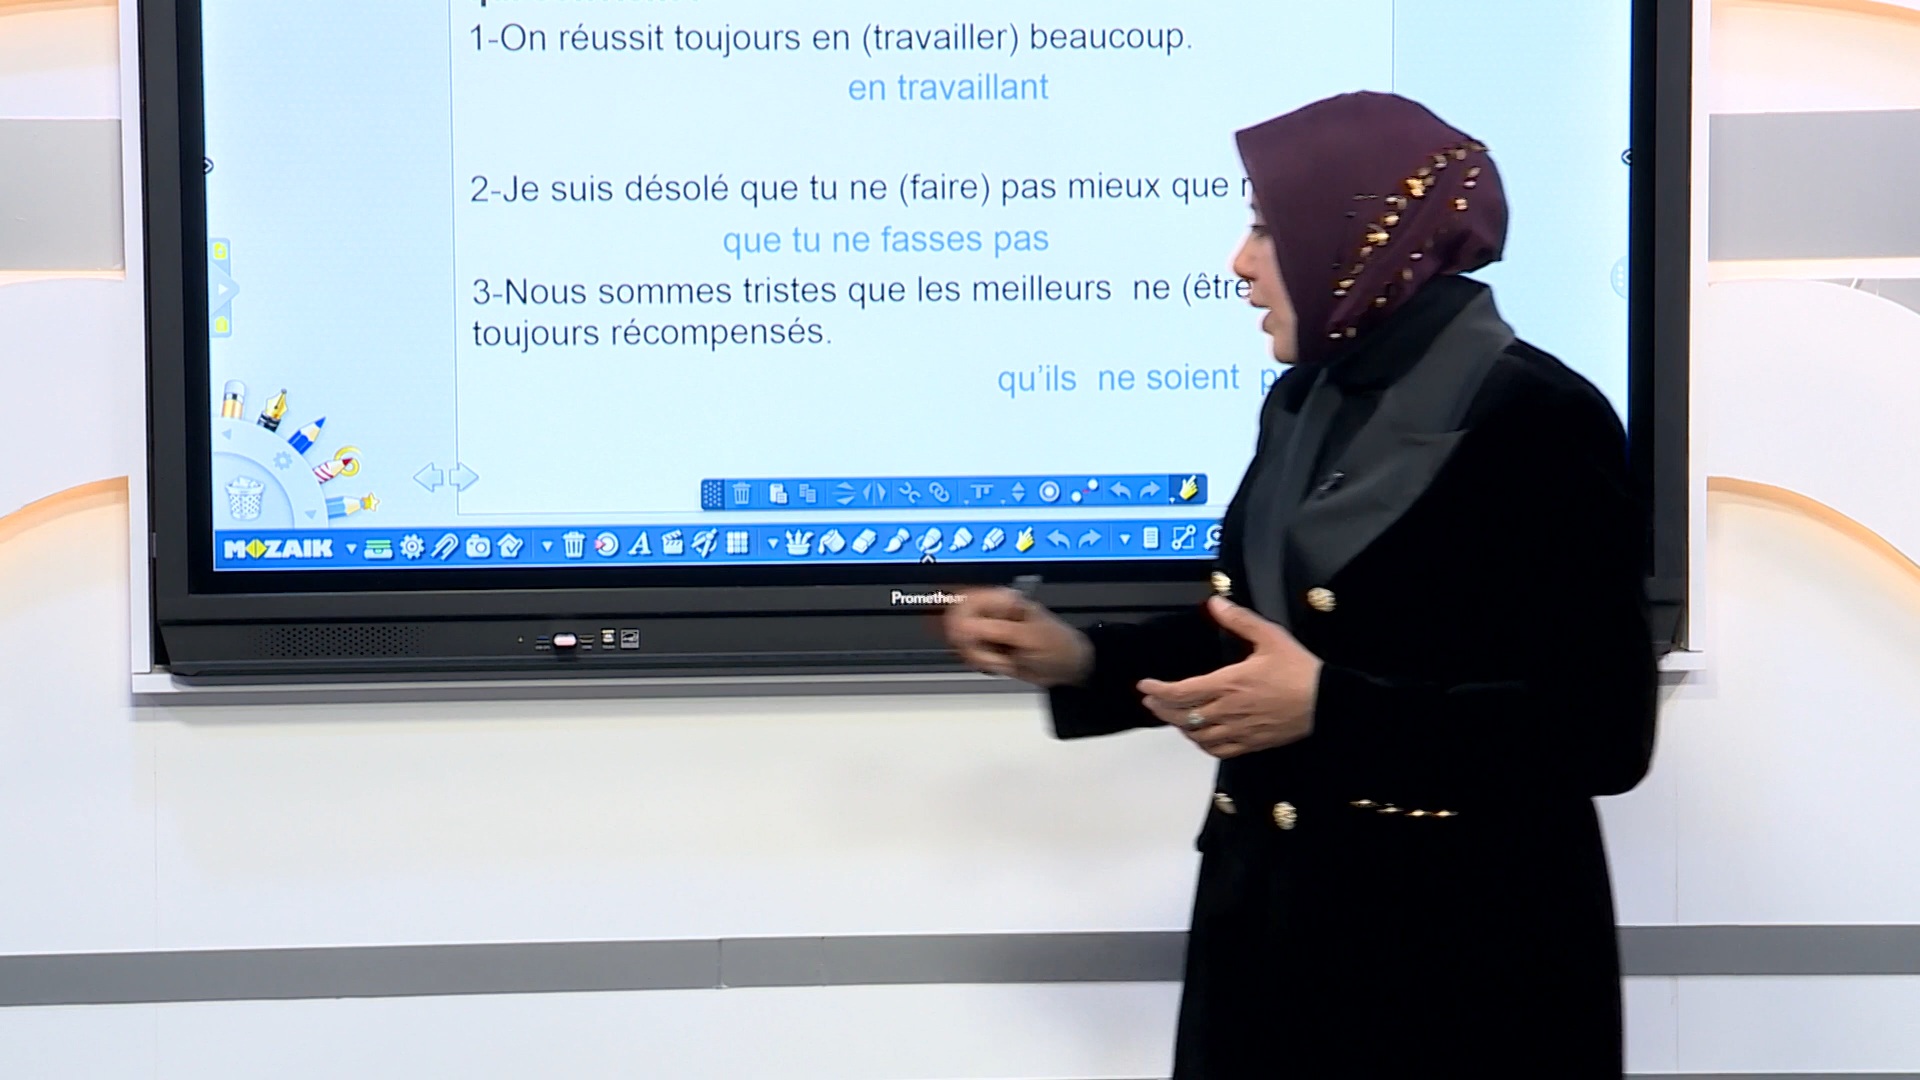 1-On réussit toujours en (travailler) beaucoup.
en travaillant
2-Je suis désolé que tu ne (faire) pas mieux que
que tu ne fasses pas
3-Nous sommes tristes que les meilleurs ne (être
toujours récompensés.
qu'ils ne soient
MOZAIK
Promethean